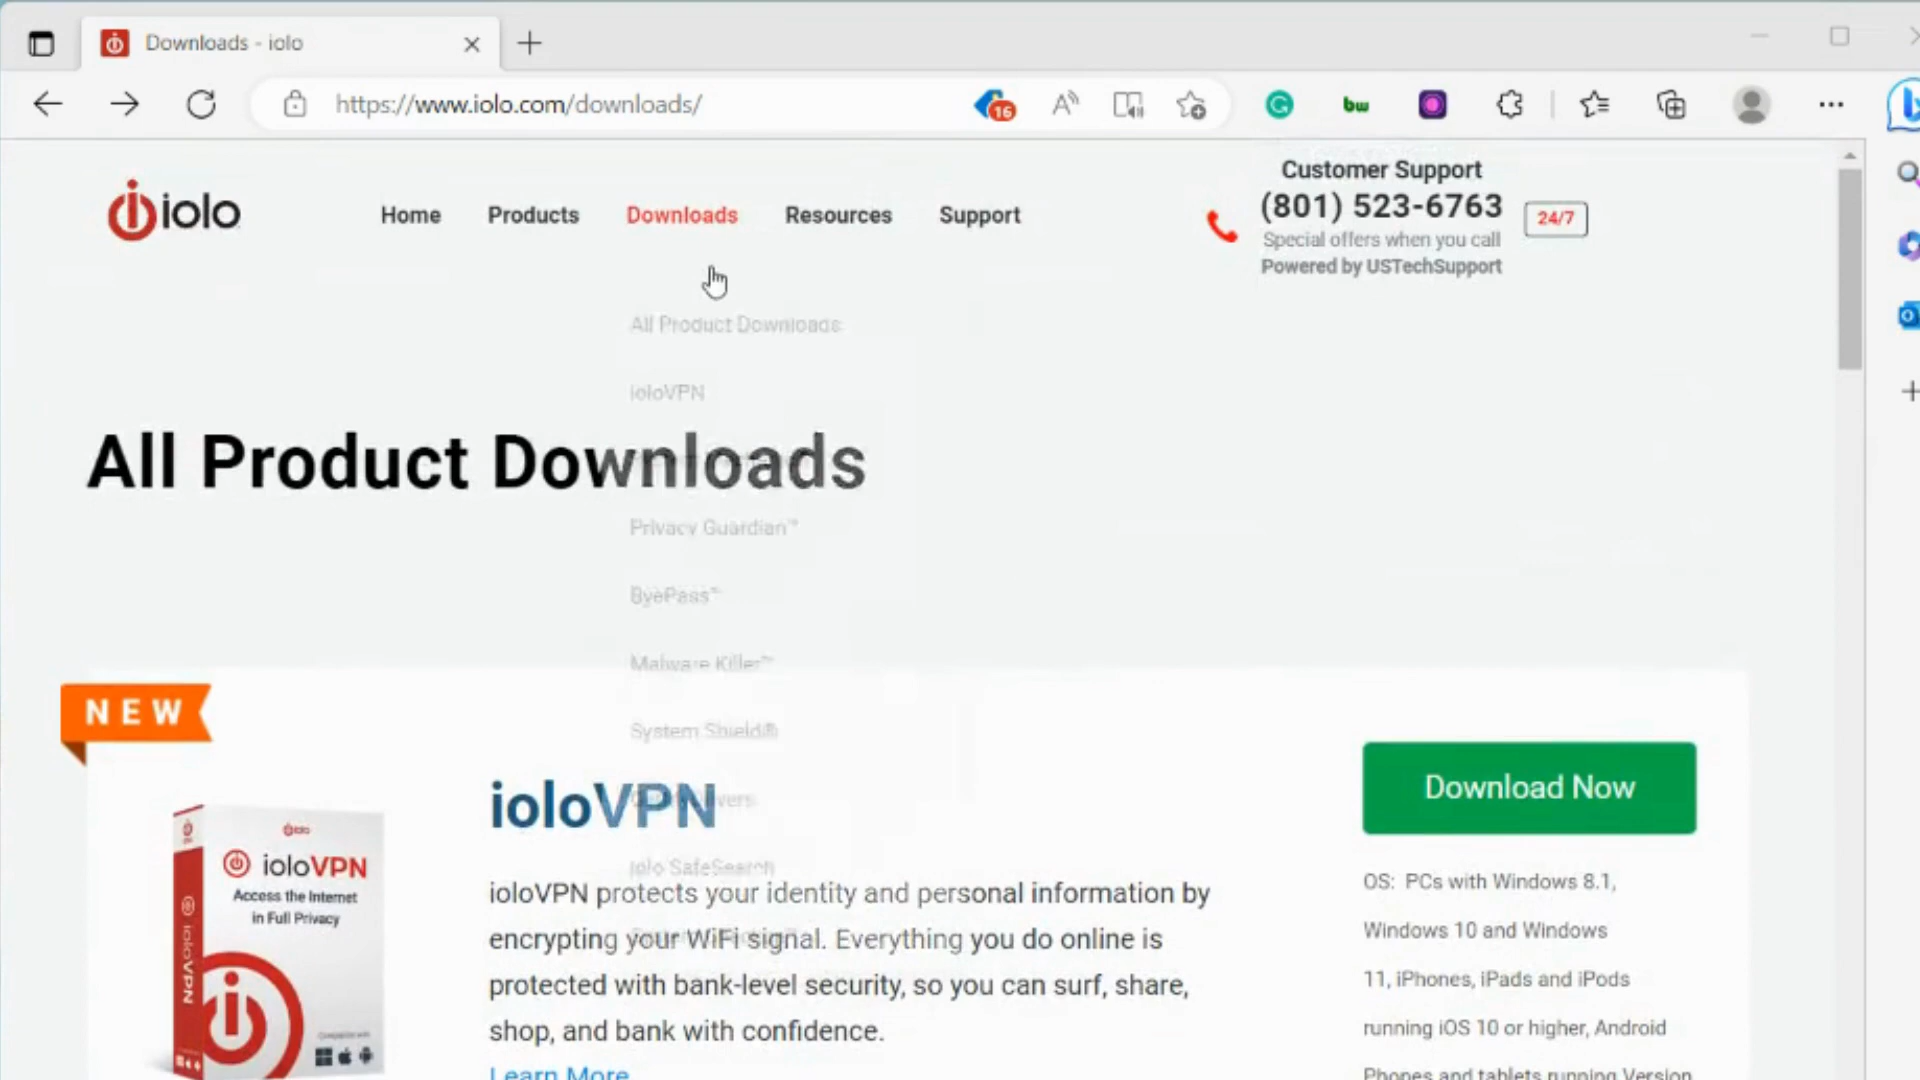 Downloads - iolo
https://www.iolo.com/downloads/
16
bw
iolo
Home
Products
Downloads
Resources
Support
Customer Support
(801) 523-6763
24/7
Special offers when you call
Powered by USTechSupport
All Product Downloads
ioloVPN
All Product Downloads
Privacy Guardian™
ByePass™
Malware Killer™
System Shield®
NEW
ioloVPN
iolo SafeSearch
Download Now
iolo
ioloVPN
Access the Internet
in Full Privacy
ioloVPN
ioloVPN protects your identity and personal information by
encrypting your WiFi signal. Everything you do online is
protected with bank-level security, so you can surf, share,
shop, and bank with confidence.
Learn More
OS: PCs with Windows 8.1,
Windows 10 and Windows
11, iPhones, iPads and iPods
running iOS 10 or higher, Android
Phones and tablets running Version